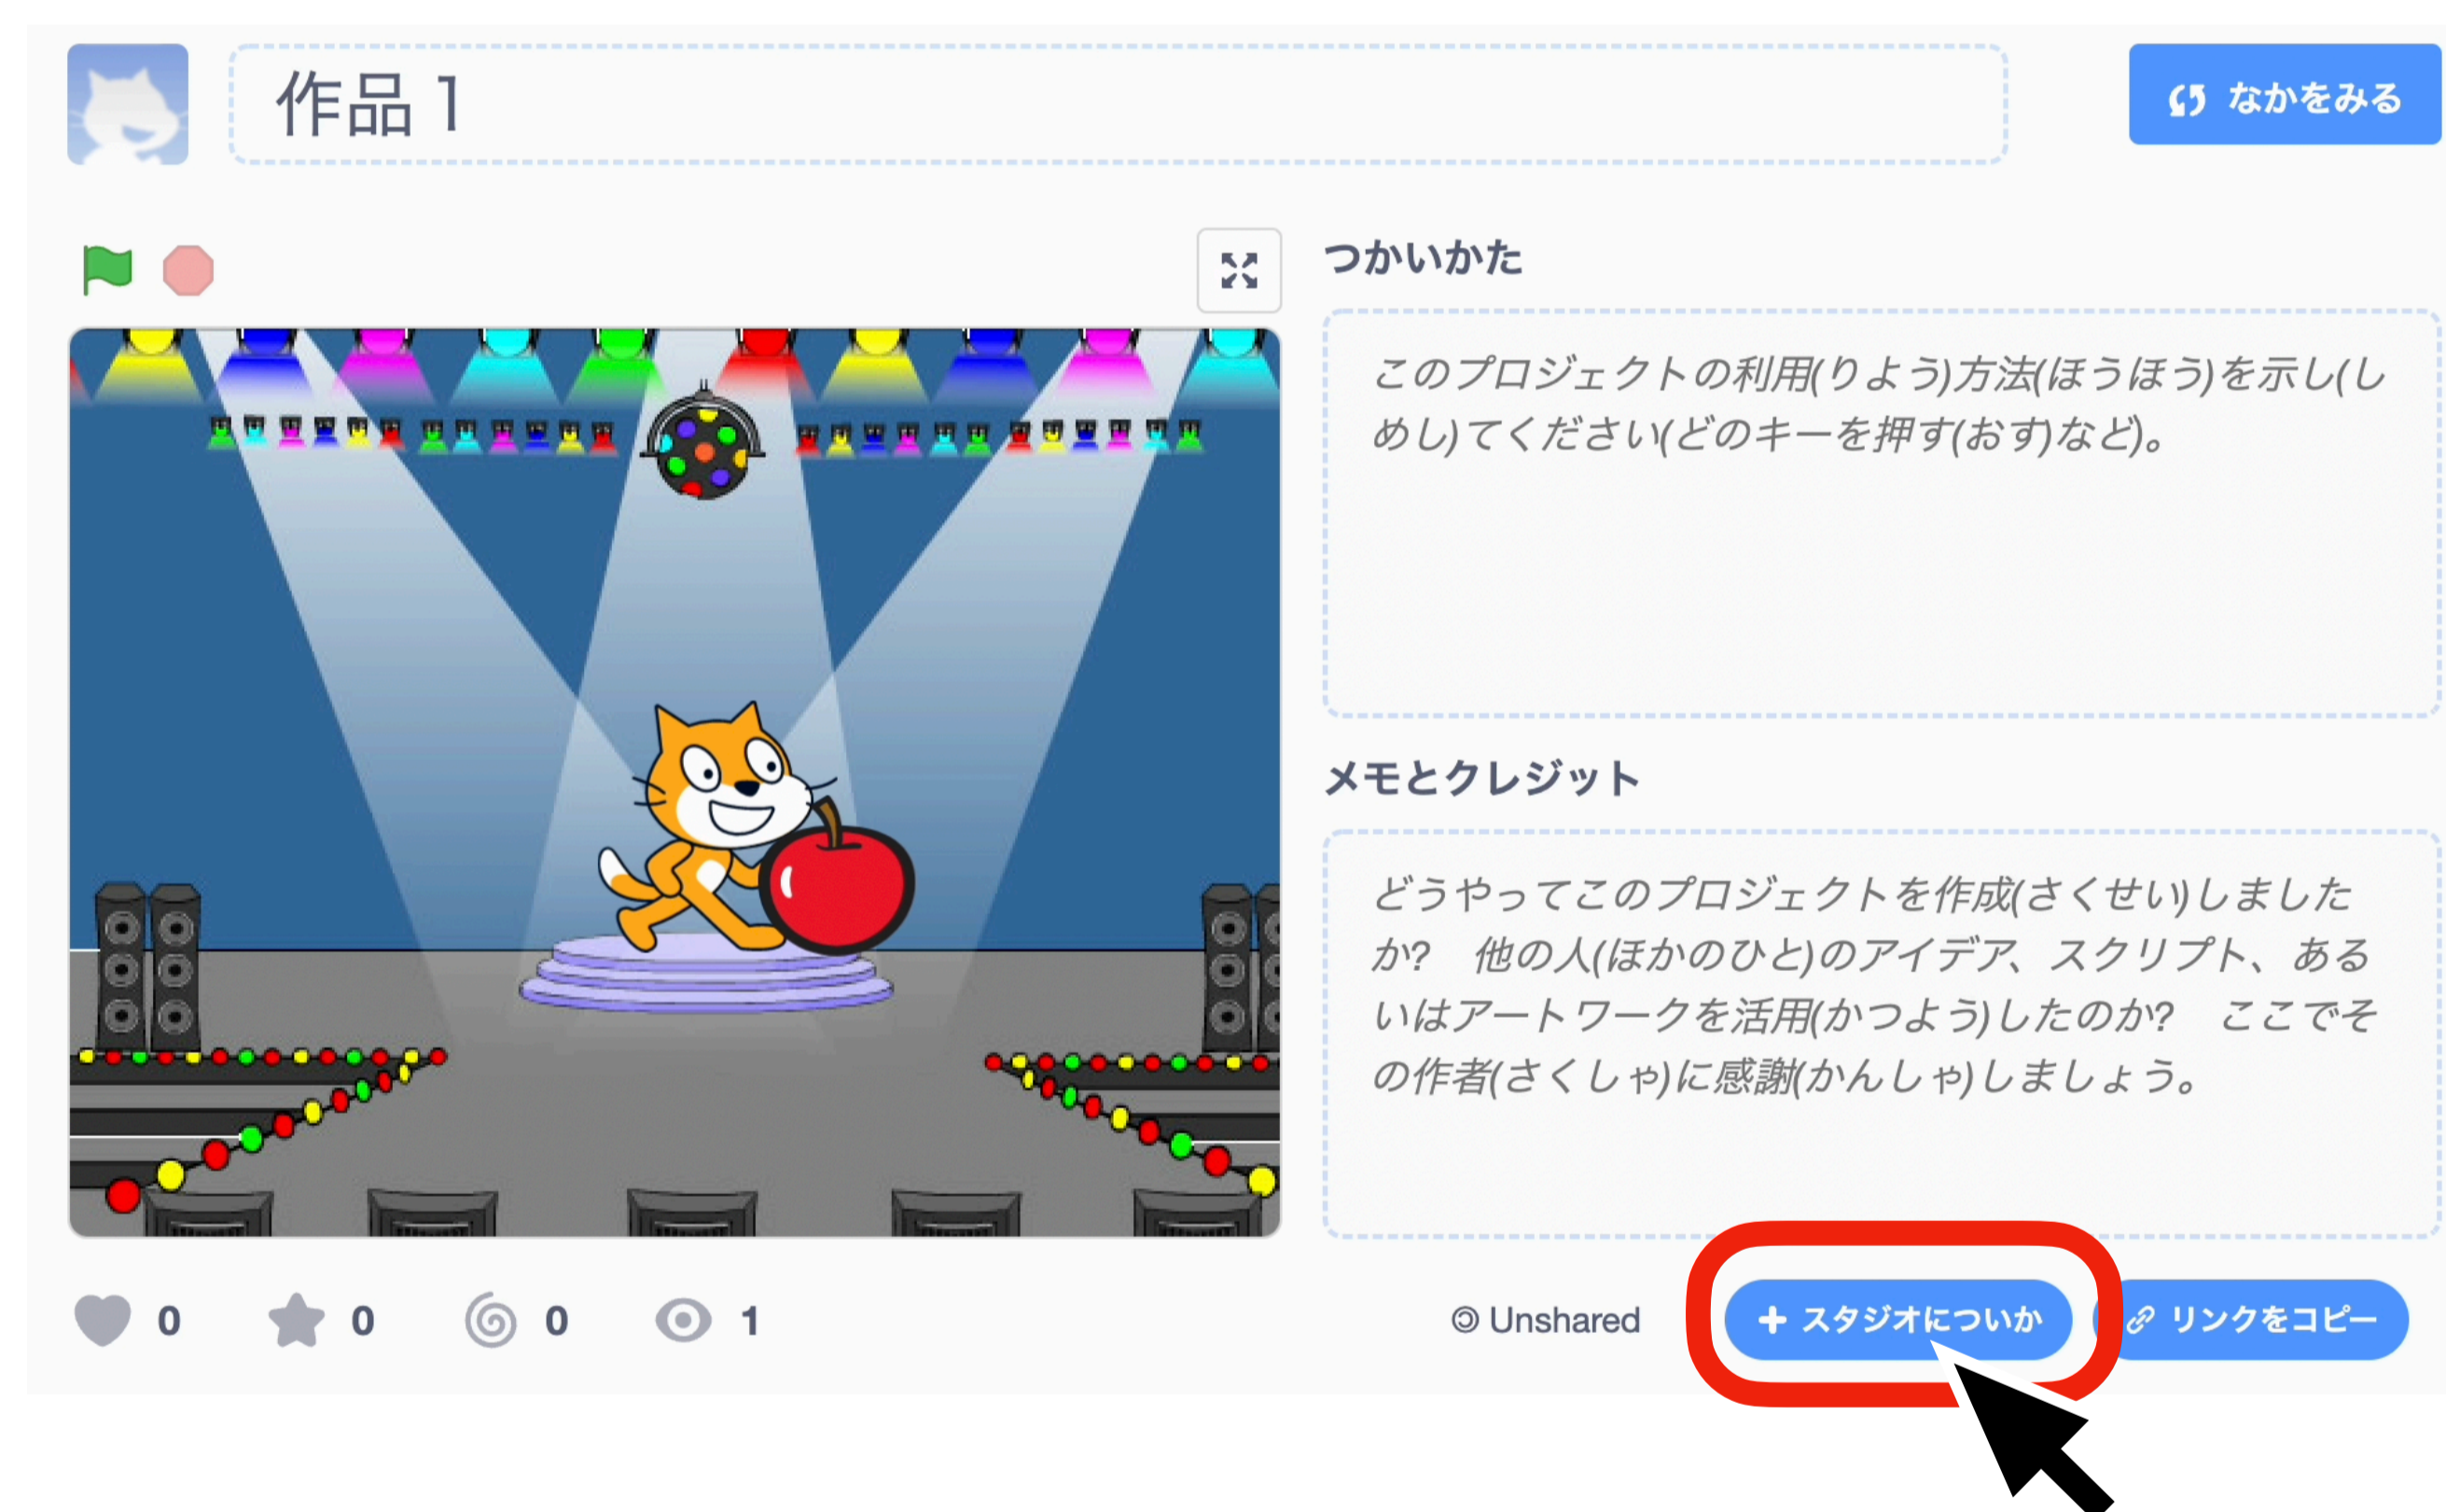 作品１
なかをみる
つかいかた
このプロジェクトの利用(りよう)方法(ほうほう)を示し(し
めし)てください(どのキーを押す(おす)など)。
メモとクレジット
どうやってこのプロジェクトを作成(さくせい)しました
か?　他の人(ほかのひと)のアイデア、スクリプト、ある
いはアートワークを活用(かつよう)したのか?　ここでそ
の作者(さくしゃ)に感謝(かんしゃ)しましょう。
0 0 0 1
Unshared
スタジオについか
リンクをコピー